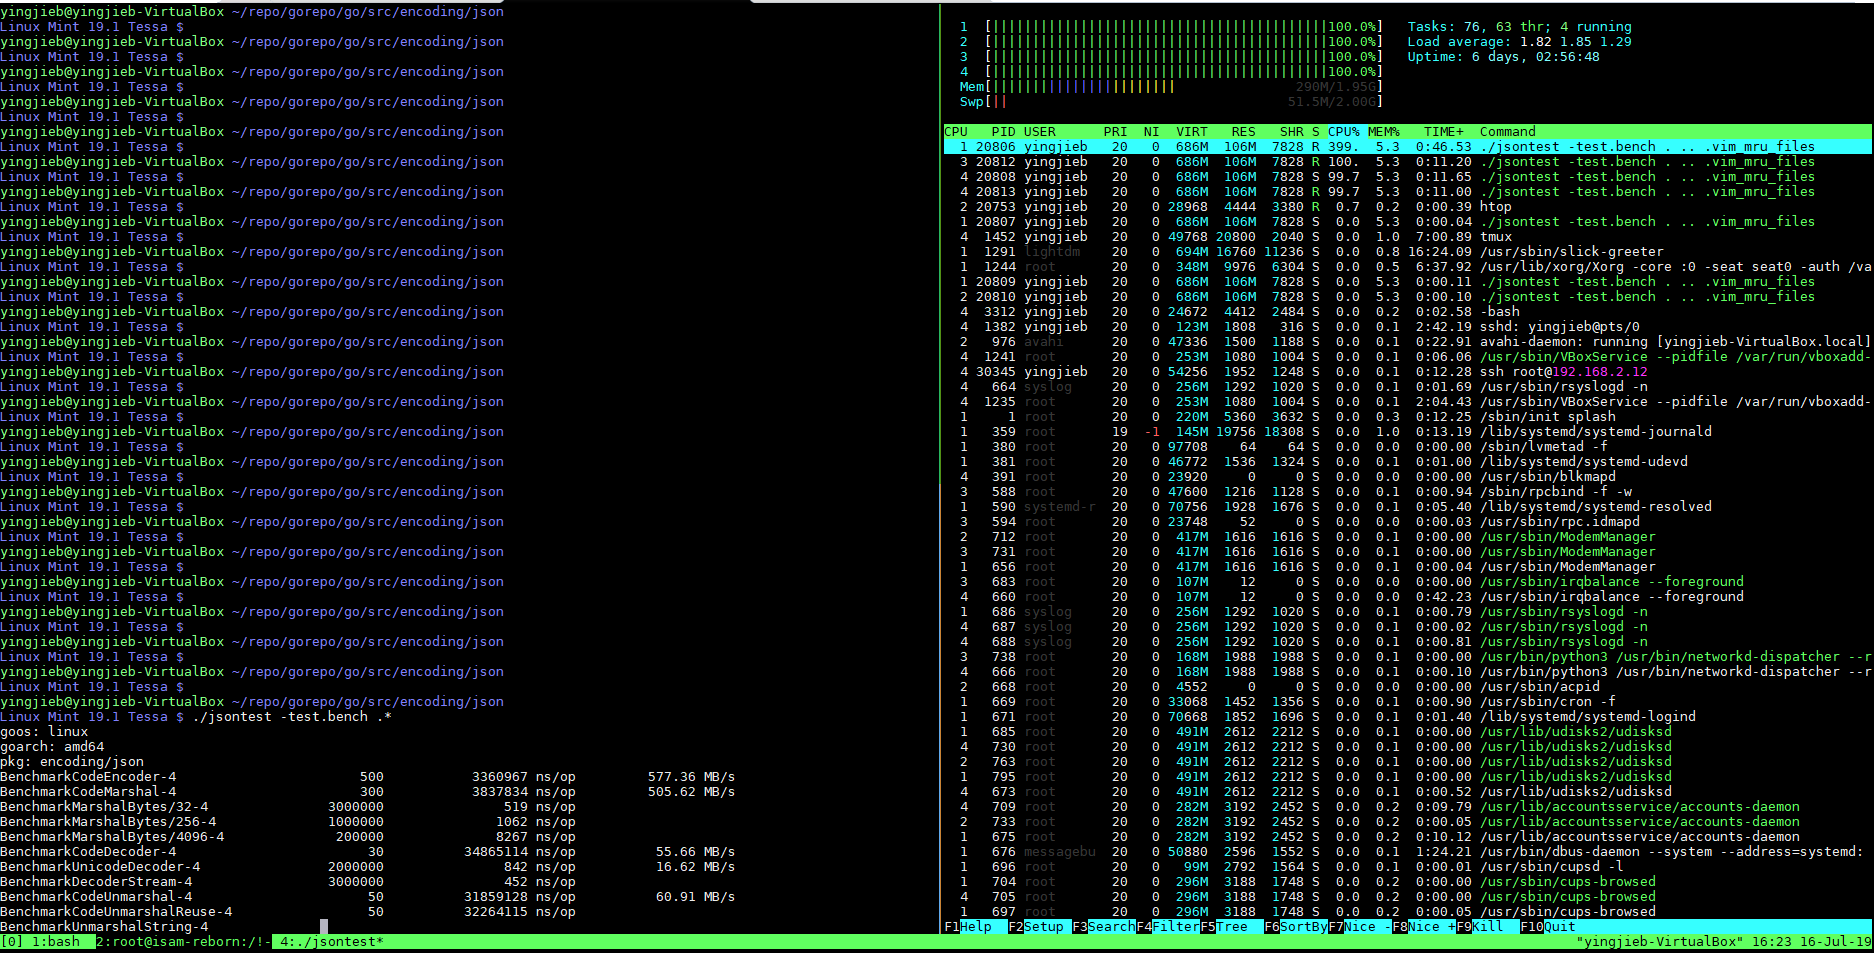 yingjieb@yingjieb-VirtualBox ~/repo/gorepo/go/src/encoding/json
Linux Mint 19.1 Tessa $
yingjieb@yingjieb-VirtualBox ~/repo/gorepo/go/src/encoding/json
Linux Mint 19.1 Tessa $
yingjieb@yingjieb-VirtualBox ~/repo/gorepo/go/src/encoding/json
Linux Mint 19.1 Tessa $
yingjieb@yingjieb-VirtualBox ~/repo/gorepo/go/src/encoding/json
Linux Mint 19.1 Tessa $
yingjieb@yingjieb-VirtualBox ~/repo/gorepo/go/src/encoding/json
Linux Mint 19.1 Tessa $
yingjieb@yingjieb-VirtualBox ~/repo/gorepo/go/src/encoding/json
Linux Mint 19.1 Tessa $
yingjieb@yingjieb-VirtualBox ~/repo/gorepo/go/src/encoding/json
Linux Mint 19.1 Tessa $
yingjieb@yingjieb-VirtualBox ~/repo/gorepo/go/src/encoding/json
Linux Mint 19.1 Tessa $
yingjieb@yingjieb-VirtualBox ~/repo/gorepo/go/src/encoding/json
Linux Mint 19.1 Tessa $
yingjieb@yingjieb-VirtualBox ~/repo/gorepo/go/src/encoding/json
Linux Mint 19.1 Tessa $
yingjieb@yingjieb-VirtualBox ~/repo/gorepo/go/src/encoding/json
Linux Mint 19.1 Tessa $
yingjieb@yingjieb-VirtualBox ~/repo/gorepo/go/src/encoding/json
Linux Mint 19.1 Tessa $
yingjieb@yingjieb-VirtualBox ~/repo/gorepo/go/src/encoding/json
Linux Mint 19.1 Tessa $
yingjieb@yingjieb-VirtualBox ~/repo/gorepo/go/src/encoding/json
Linux Mint 19.1 Tessa $
yingjieb@yingjieb-VirtualBox ~/repo/gorepo/go/src/encoding/json
Linux Mint 19.1 Tessa $
yingjieb@yingjieb-VirtualBox ~/repo/gorepo/go/src/encoding/json
Linux Mint 19.1 Tessa $
yingjieb@yingjieb-VirtualBox ~/repo/gorepo/go/src/encoding/json
Linux Mint 19.1 Tessa $
yingjieb@yingjieb-VirtualBox ~/repo/gorepo/go/src/encoding/json
Linux Mint 19.1 Tessa $
yingjieb@yingjieb-VirtualBox ~/repo/gorepo/go/src/encoding/json
Linux Mint 19.1 Tessa $
yingjieb@yingjieb-VirtualBox ~/repo/gorepo/go/src/encoding/json
Linux Mint 19.1 Tessa $
yingjieb@yingjieb-VirtualBox ~/repo/gorepo/go/src/encoding/json
Linux Mint 19.1 Tessa $
yingjieb@yingjieb-VirtualBox ~/repo/gorepo/go/src/encoding/json
Linux Mint 19.1 Tessa $
yingjieb@yingjieb-VirtualBox ~/repo/gorepo/go/src/encoding/json
Linux Mint 19.1 Tessa $
yingjieb@yingjieb-VirtualBox ~/repo/gorepo/go/src/encoding/json
Linux Mint 19.1 Tessa $ ./jsontest -test.bench .*
goos: linux
goarch: amd64
pkg: encoding/json
BenchmarkCodeEncoder-4 500 3360967 ns/op 577.36 MB/s
BenchmarkCodeMarshal-4 300 3837834 ns/op 505.62 MB/s
BenchmarkMarshalBytes/32-4 3000000 519 ns/op
BenchmarkMarshalBytes/256-4 1000000 1062 ns/op
BenchmarkMarshalBytes/4096-4 200000 8267 ns/op
BenchmarkCodeDecoder-4 30 34865114 ns/op 55.66 MB/s
BenchmarkUnicodeDecoder-4 2000000 842 ns/op 16.62 MB/s
BenchmarkDecoderStream-4 3000000 452 ns/op
BenchmarkCodeUnmarshal-4 50 31859128 ns/op 60.91 MB/s
BenchmarkCodeUnmarshalReuse-4 50 32264115 ns/op
BenchmarkUnmarshalString-4
1 [||||||||||||||||||||||||||||||||||||||||||100.0%] Tasks: 76, 63 thr; 4 running
2 [||||||||||||||||||||||||||||||||||||||||||100.0%] Load average: 1.82 1.85 1.29
3 [||||||||||||||||||||||||||||||||||||||||||100.0%] Uptime: 6 days, 02:56:48
4 [||||||||||||||||||||||||||||||||||||||||||100.0%]
Mem[||||||||||||||||||||||| 290M/1.95G]
Swp[|| 51.5M/2.00G]
CPU PID USER PRI NI VIRT RES SHR S CPU% MEM% TIME+ Command
1 20806 yingjieb 20 0 686M 106M 7828 R 399. 5.3 0:46.53 ./jsontest -test.bench . .. .vim_mru_files
3 20812 yingjieb 20 0 686M 106M 7828 R 100. 5.3 0:11.20 ./jsontest -test.bench . .. .vim_mru_files
4 20808 yingjieb 20 0 686M 106M 7828 S 99.7 5.3 0:11.65 ./jsontest -test.bench . .. .vim_mru_files
4 20813 yingjieb 20 0 686M 106M 7828 R 99.7 5.3 0:11.00 ./jsontest -test.bench . .. .vim_mru_files
2 20753 yingjieb 20 0 28968 4444 3380 R 0.7 0.2 0:00.39 htop
1 20807 yingjieb 20 0 686M 106M 7828 S 0.0 5.3 0:00.04 ./jsontest -test.bench . .. .vim_mru_files
4 1452 yingjieb 20 0 49768 20800 2040 S 0.0 1.0 7:00.89 tmux
1 1291 lightdm 20 0 694M 16760 11236 S 0.0 0.8 16:24.09 /usr/sbin/slick-greeter
1 1244 root 20 0 348M 9976 6304 S 0.0 0.5 6:37.92 /usr/lib/xorg/Xorg -core :0 -seat seat0 -auth /va
1 20809 yingjieb 20 0 686M 106M 7828 S 0.0 5.3 0:00.11 ./jsontest -test.bench . .. .vim_mru_files
2 20810 yingjieb 20 0 686M 106M 7828 S 0.0 5.3 0:00.10 ./jsontest -test.bench . .. .vim_mru_files
4 3312 yingjieb 20 0 24672 4412 2484 S 0.0 0.2 0:02.58 -bash
4 1382 yingjieb 20 0 123M 1808 316 S 0.0 0.1 2:42.19 sshd: yingjieb@pts/0
2 976 avahi 20 0 47336 1500 1188 S 0.0 0.1 0:22.91 avahi-daemon: running [yingjieb-VirtualBox.local]
4 1241 root 20 0 253M 1080 1004 S 0.0 0.1 0:06.06 /usr/sbin/VBoxService --pidfile /var/run/vboxadd-
4 30345 yingjieb 20 0 54256 1952 1248 S 0.0 0.1 0:12.28 ssh root@192.168.2.12
4 664 syslog 20 0 256M 1292 1020 S 0.0 0.1 0:01.69 /usr/sbin/rsyslogd -n
4 1235 root 20 0 253M 1080 1004 S 0.0 0.1 2:04.43 /usr/sbin/VBoxService --pidfile /var/run/vboxadd-
1 1 root 20 0 220M 5360 3632 S 0.0 0.3 0:12.25 /sbin/init splash
1 359 root 19 -1 145M 19756 18308 S 0.0 1.0 0:13.19 /lib/systemd/systemd-journald
1 380 root 20 0 97708 64 64 S 0.0 0.0 0:00.00 /sbin/lvmetad -f
1 381 root 20 0 46772 1536 1324 S 0.0 0.1 0:01.00 /lib/systemd/systemd-udevd
4 391 root 20 0 23920 0 0 S 0.0 0.0 0:00.00 /usr/sbin/blkmapd
3 588 root 20 0 47600 1216 1128 S 0.0 0.1 0:00.94 /sbin/rpcbind -f -w
1 590 systemd-r 20 0 70756 1928 1676 S 0.0 0.1 0:05.40 /lib/systemd/systemd-resolved
3 594 root 20 0 23748 52 0 S 0.0 0.0 0:00.03 /usr/sbin/rpc.idmapd
2 712 root 20 0 417M 1616 1616 S 0.0 0.1 0:00.00 /usr/sbin/ModemManager
3 731 root 20 0 417M 1616 1616 S 0.0 0.1 0:00.00 /usr/sbin/ModemManager
1 656 root 20 0 417M 1616 1616 S 0.0 0.1 0:00.04 /usr/sbin/ModemManager
3 683 root 20 0 107M 12 0 S 0.0 0.0 0:00.00 /usr/sbin/irqbalance --foreground
4 660 root 20 0 107M 12 0 S 0.0 0.0 0:42.23 /usr/sbin/irqbalance --foreground
1 686 syslog 20 0 256M 1292 1020 S 0.0 0.1 0:00.79 /usr/sbin/rsyslogd -n
4 687 syslog 20 0 256M 1292 1020 S 0.0 0.1 0:00.02 /usr/sbin/rsyslogd -n
4 688 syslog 20 0 256M 1292 1020 S 0.0 0.1 0:00.81 /usr/sbin/rsyslogd -n
3 738 root 20 0 168M 1988 1988 S 0.0 0.1 0:00.00 /usr/bin/python3 /usr/bin/networkd-dispatcher --r
4 666 root 20 0 168M 1988 1988 S 0.0 0.1 0:00.10 /usr/bin/python3 /usr/bin/networkd-dispatcher --r
2 668 root 20 0 4552 0 0 S 0.0 0.0 0:00.00 /usr/sbin/acpid
1 669 root 20 0 33068 1452 1356 S 0.0 0.1 0:00.90 /usr/sbin/cron -f
1 671 root 20 0 70668 1852 1696 S 0.0 0.1 0:01.40 /lib/systemd/systemd-logind
1 685 root 20 0 491M 2612 2212 S 0.0 0.1 0:00.00 /usr/lib/udisks2/udisksd
4 730 root 20 0 491M 2612 2212 S 0.0 0.1 0:00.00 /usr/lib/udisks2/udisksd
2 763 root 20 0 491M 2612 2212 S 0.0 0.1 0:00.00 /usr/lib/udisks2/udisksd
1 795 root 20 0 491M 2612 2212 S 0.0 0.1 0:00.00 /usr/lib/udisks2/udisksd
4 673 root 20 0 491M 2612 2212 S 0.0 0.1 0:00.52 /usr/lib/udisks2/udisksd
4 709 root 20 0 282M 3192 2452 S 0.0 0.2 0:09.79 /usr/lib/accountsservice/accounts-daemon
2 733 root 20 0 282M 3192 2452 S 0.0 0.2 0:00.05 /usr/lib/accountsservice/accounts-daemon
1 675 root 20 0 282M 3192 2452 S 0.0 0.2 0:10.12 /usr/lib/accountsservice/accounts-daemon
1 676 messagebu 20 0 50880 2596 1552 S 0.0 0.1 1:24.21 /usr/bin/dbus-daemon --system --address=systemd:
1 696 root 20 0 99M 2792 1564 S 0.0 0.1 0:00.01 /usr/sbin/cupsd -l
1 704 root 20 0 296M 3188 1748 S 0.0 0.2 0:00.00 /usr/sbin/cups-browsed
4 705 root 20 0 296M 3188 1748 S 0.0 0.2 0:00.00 /usr/sbin/cups-browsed
1 697 root 20 0 296M 3188 1748 S 0.0 0.2 0:00.05 /usr/sbin/cups-browsed
F1Help F2Setup F3SearchF4FilterF5Tree F6SortByF7Nice -F8Nice +F9Kill F10Quit
[0] 1:bash 2:root@isam-reborn:/!- 4:./jsontest* "yingjieb-VirtualBox" 16:23 16-Jul-19